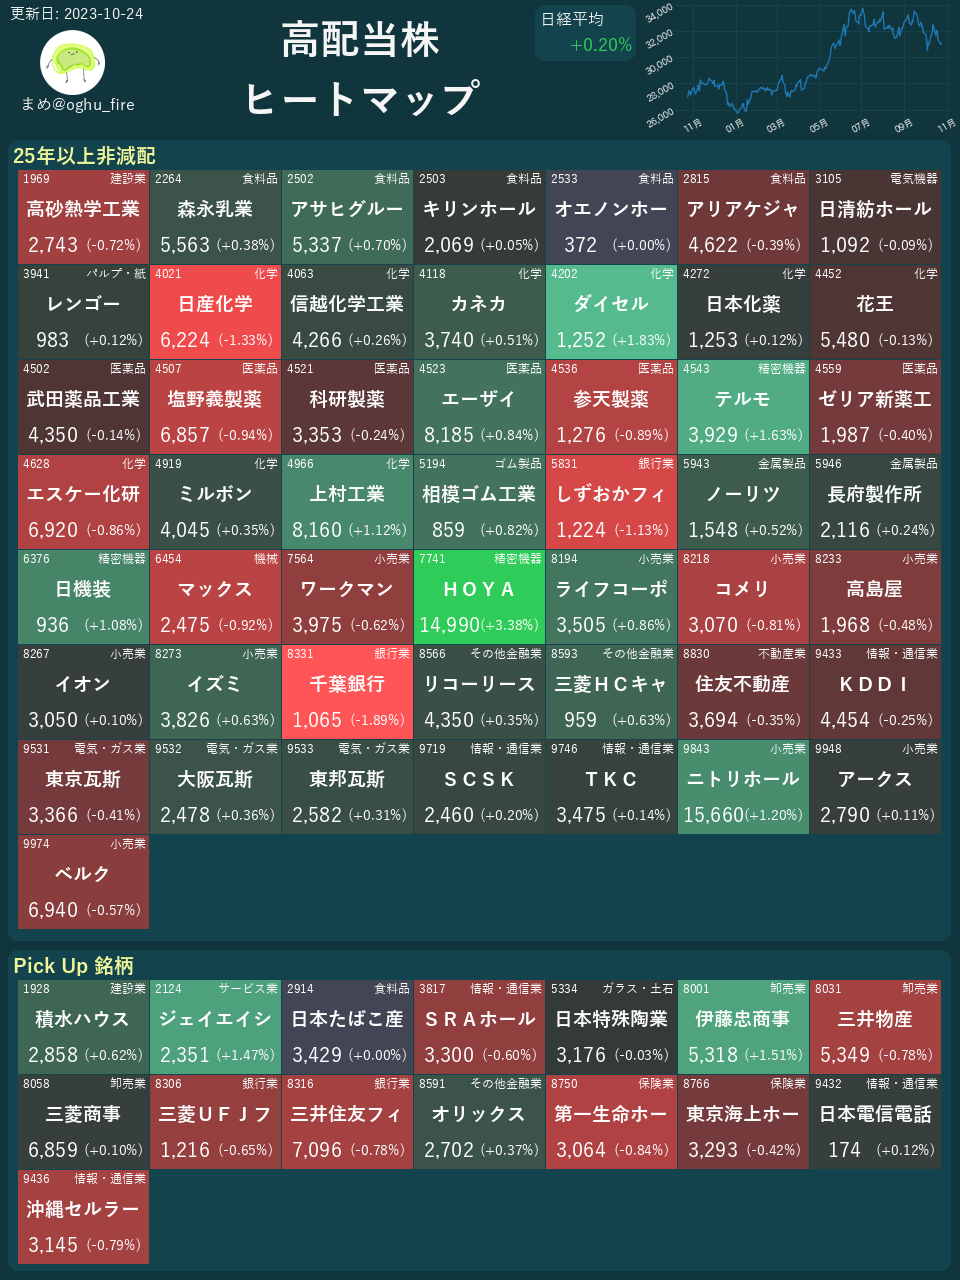 更新日: 2023-10-24
まめ@oghu_fire
高配当株
ヒートマップ
日経平均
+0.20%
34,000
32,000
30,000
28,000
26,000
11月 01月 03月 05月 07月 09月 11月
25年以上非減配
1969 建設業 2264 食料品 2502 食料品 2503 食料品 2533 食料品 2815 食料品 3105 電気機器
高砂熱学工業 森永乳業 アサヒグルー キリンホール オエノンホー アリアケジャ 日清紡ホール
2,743 (-0.72%) 5,563 (+0.38%) 5,337 (+0.70%) 2,069 (+0.05%) 372 (+0.00%) 4,622 (-0.39%) 1,092 (-0.09%)
3941 パルプ・紙 4021 化学 4063 化学 4118 化学 4202 化学 4272 化学 4452 化学
レンゴー 日産化学 信越化学工業 カネカ ダイセル 日本化薬 花王
983 (+0.12%) 6,224 (-1.33%) 4,266 (+0.26%) 3,740 (+0.51%) 1,252 (+1.83%) 1,253 (+0.12%) 5,480 (-0.13%)
4502 医薬品 4507 医薬品 4521 医薬品 4523 医薬品 4536 医薬品 4543 精密機器 4559 医薬品
武田薬品工業 塩野義製薬 科研製薬 エーザイ 参天製薬 テルモ ゼリア新薬工
4,350 (-0.14%) 6,857 (-0.94%) 3,353 (-0.24%) 8,185 (+0.84%) 1,276 (-0.89%) 3,929 (+1.63%) 1,987 (-0.40%)
4628 化学 4919 化学 4966 化学 5194 ゴム製品 5831 銀行業 5943 金属製品 5946 金属製品
エスケー化研 ミルボン 上村工業 相模ゴム工業 しずおかフィ ノーリツ 長府製作所
6,920 (-0.86%) 4,045 (+0.35%) 8,160 (+1.12%) 859 (+0.82%) 1,224 (-1.13%) 1,548 (+0.52%) 2,116 (+0.24%)
6376 精密機器 6454 機械 7564 小売業 7741 精密機器 8194 小売業 8218 小売業 8233 小売業
日機装 マックス ワークマン ＨＯＹＡ ライフコーポ コメリ 高島屋
936 (+1.08%) 2,475 (-0.92%) 3,975 (-0.62%) 14,990(+3.38%) 3,505 (+0.86%) 3,070 (-0.81%) 1,968 (-0.48%)
8267 小売業 8273 小売業 8331 銀行業 8566 その他金融業 8593 その他金融業 8830 不動産業 9433 情報・通信業
イオン イズミ 千葉銀行 リコーリース 三菱ＨＣキャ 住友不動産 ＫＤＤＩ
3,050 (+0.10%) 3,826 (+0.63%) 1,065 (-1.89%) 4,350 (+0.35%) 959 (+0.63%) 3,694 (-0.35%) 4,454 (-0.25%)
9531 電気・ガス業 9532 電気・ガス業 9533 電気・ガス業 9719 情報・通信業 9746 情報・通信業 9843 小売業 9948 小売業
東京瓦斯 大阪瓦斯 東邦瓦斯 ＳＣＳＫ ＴＫＣ ニトリホール アークス
3,366 (-0.41%) 2,478 (+0.36%) 2,582 (+0.31%) 2,460 (+0.20%) 3,475 (+0.14%) 15,660(+1.20%) 2,790 (+0.11%)
9974 小売業
ベルク
6,940 (-0.57%)
Pick Up 銘柄
1928 建設業 2124 サービス業 2914 食料品 3817 情報・通信業 5334 ガラス・土石 8001 卸売業 8031 卸売業
積水ハウス ジェイエイシ 日本たばこ産 ＳＲＡホール 日本特殊陶業 伊藤忠商事 三井物産
2,858 (+0.62%) 2,351 (+1.47%) 3,429 (+0.00%) 3,300 (-0.60%) 3,176 (-0.03%) 5,318 (+1.51%) 5,349 (-0.78%)
8058 卸売業 8306 銀行業 8316 銀行業 8591 その他金融業 8750 保険業 8766 保険業 9432 情報・通信業
三菱商事 三菱ＵＦＪフ 三井住友フィ オリックス 第一生命ホー 東京海上ホー 日本電信電話
6,859 (+0.10%) 1,216 (-0.65%) 7,096 (-0.78%) 2,702 (+0.37%) 3,064 (-0.84%) 3,293 (-0.42%) 174 (+0.12%)
9436 情報・通信業
沖縄セルラー
3,145 (-0.79%)